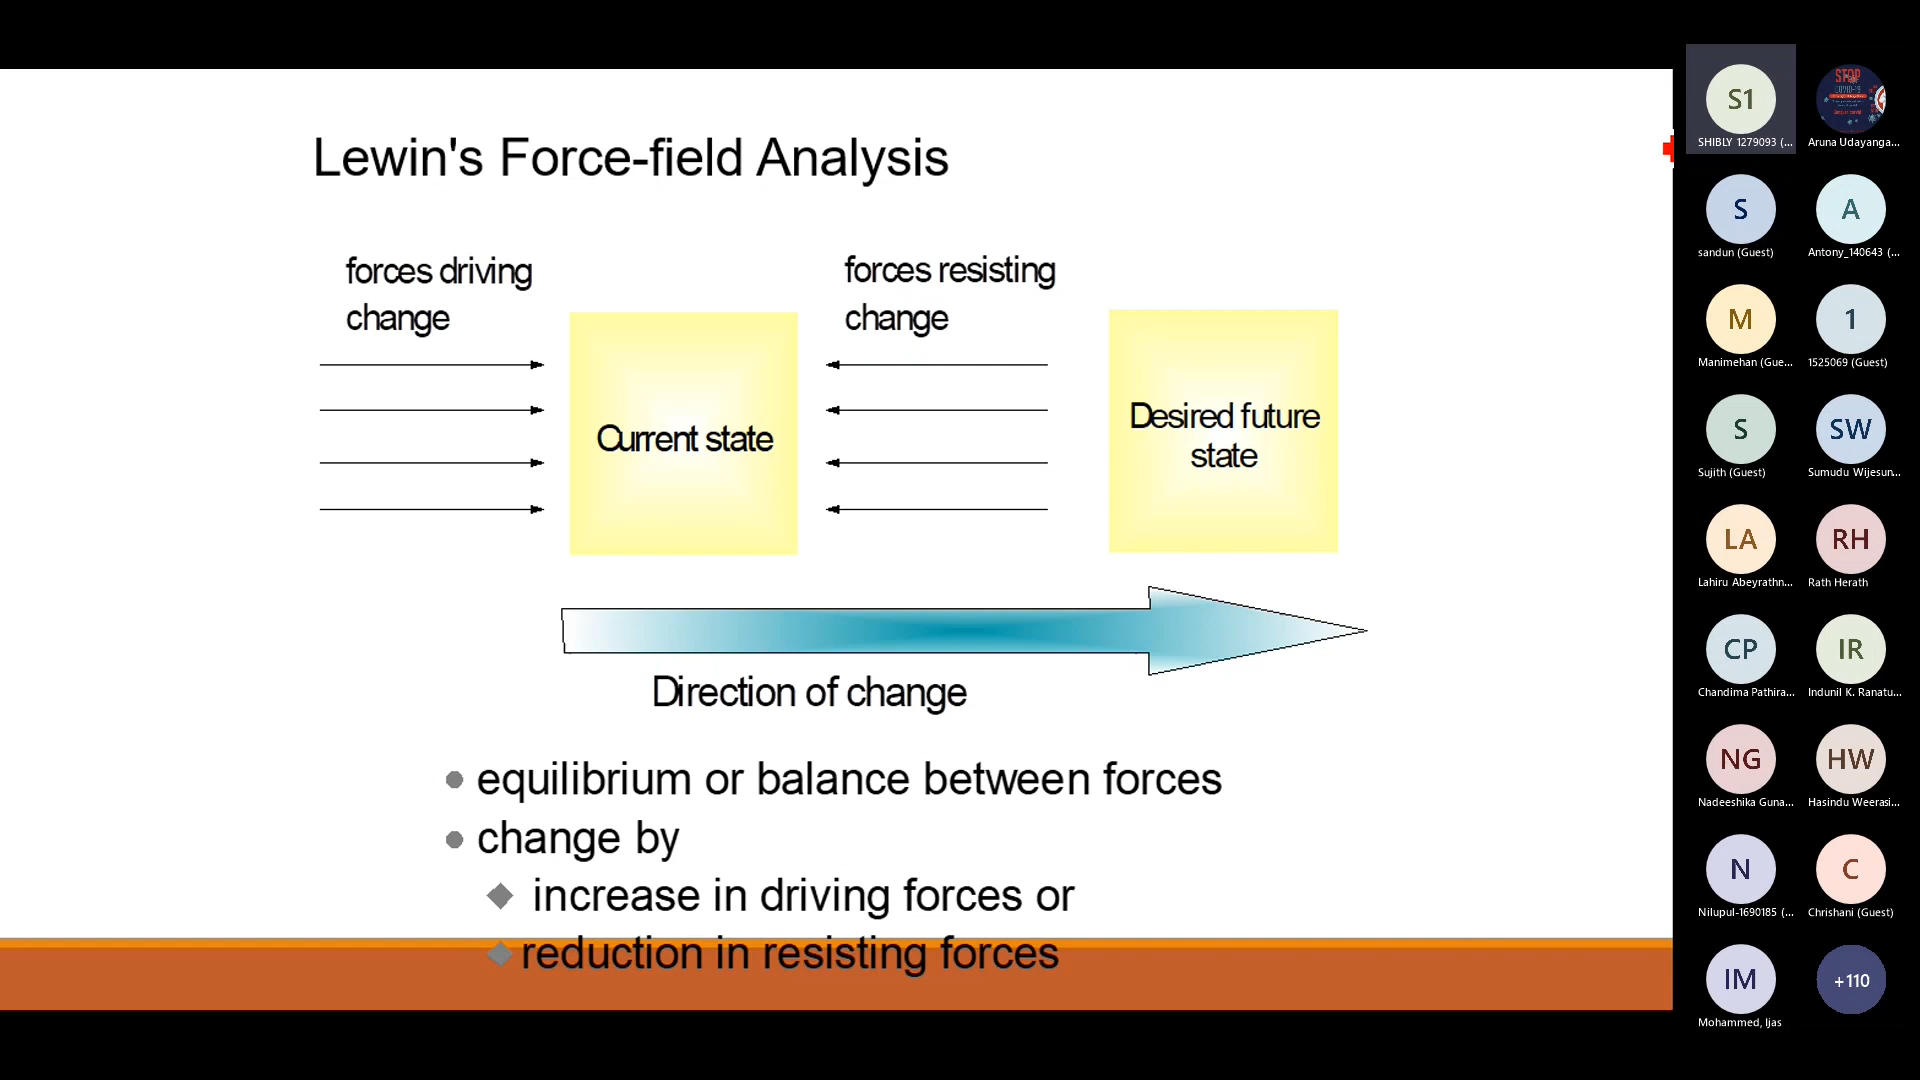 Lewin's Force-field Analysis
forces driving
change
forces resisting
change
Current state
Desired future
state
Direction of change
equilibrium or balance between forces
change by
increase in driving forces or
reduction in resisting forces
S1
SHIBLY 1279093 (...
STOP
COVID-19
Aruna Udayanga...
S
sandun (Guest)
A
Antony_140643 (...
M
Manimehan (Gue...
1
1525069 (Guest)
S
Sujith (Guest)
SW
Sumudu Wijesun...
LA
Lahiru Abeyrathn...
RH
Rath Herath
CP
Chandima Pathira...
IR
Indunil K. Ranatu...
NG
Nadeeshika Guna...
HW
Hasindu Weerasi...
N
Nilupul-1690185 (...
C
Chrishani (Guest)
IM
Mohammed, Ijas
+110